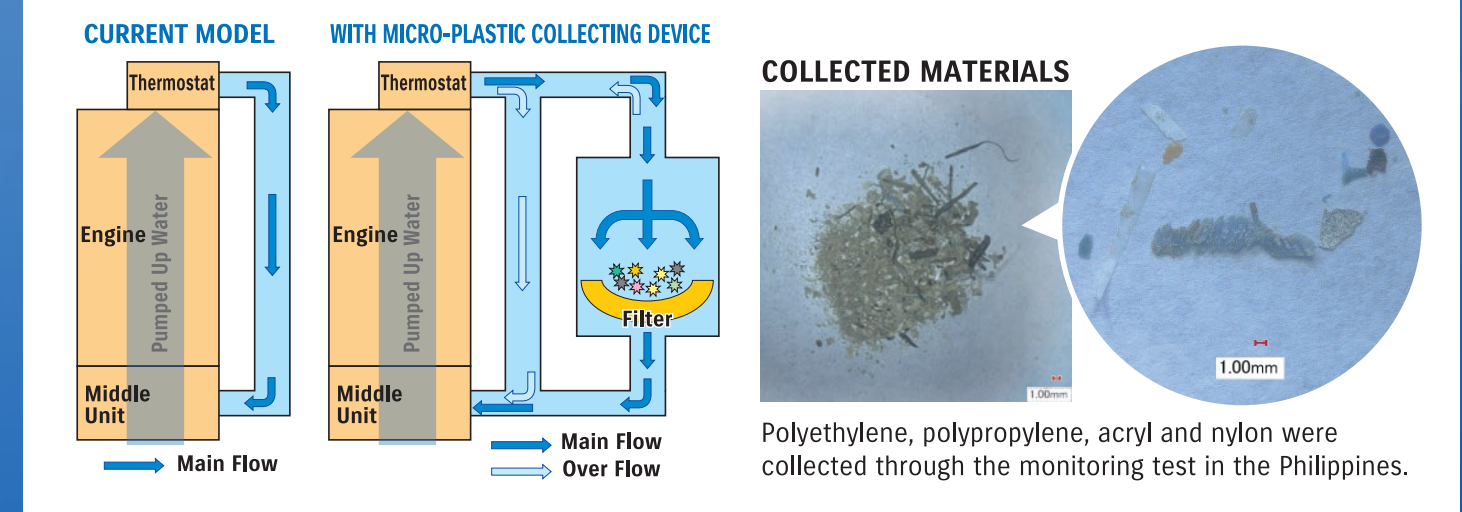 CURRENT MODEL
Thermostat
Engine
Pumped Up Water
Middle
Unit
Main Flow
WITH MICRO-PLASTIC COLLECTING DEVICE
Thermostat
Engine
Pumped Up Water
Filter
Middle
Unit
Main Flow
Over Flow
COLLECTED MATERIALS
1.00mm
1.00mm
Polyethylene, polypropylene, acryl and nylon were
collected through the monitoring test in the Philippines.